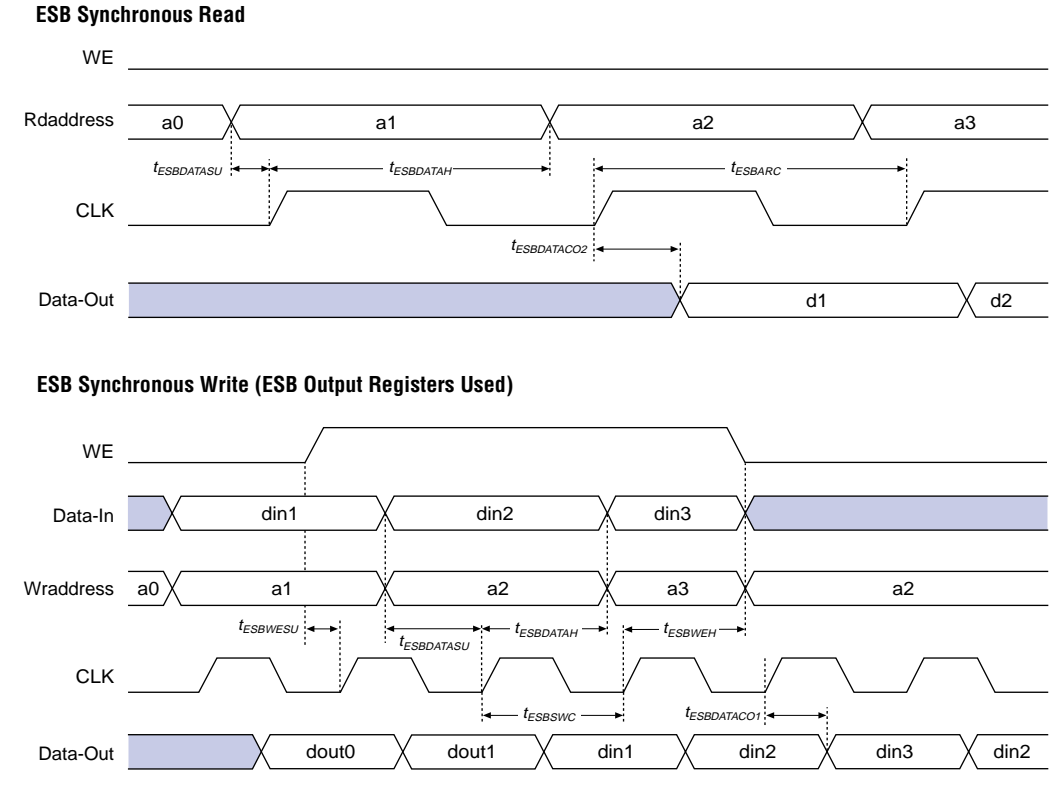 ESB Synchronous Read
WE
Rdaddress a0 a1 a2 a3
tESBDATASU tESBDATAH tESBARC
CLK
tESBDATACO2
Data-Out d1 d2
ESB Synchronous Write (ESB Output Registers Used)
WE
Data-In din1 din2 din3
Wraddress a0 a1 a2 a3 a2
tESBWESU tESBDATASU tESBDATAH tESBWEH
CLK
tESBSWC tESBDATACO1
Data-Out dout0 dout1 din1 din2 din3 din2